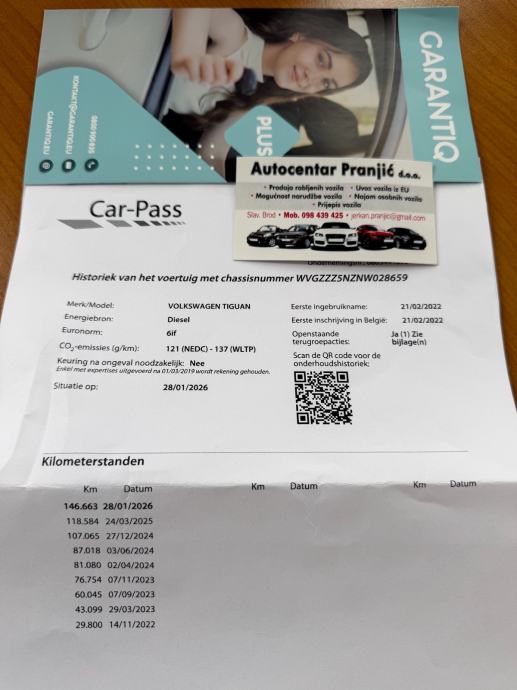 GARANTIQ
PLUS
0800 900 635
KONTAKT@GARANTIQ.EU
GARANTIQ.EU
Autocentar Pranjić d.o.o.
• Prodaja rabljenih vozila • Uvoz vozila iz EU
• Mogućnost narudžbe vozila • Najam osobnih vozila
• Prijepis vozila
Slav. Brod • Mob. 098 439 425 • jerkan.pranjic@gmail.com
Car-Pass
Historiek van het voertuig met chassisnummer WVGZZZ5NZNW028659
Merk/Model: VOLKSWAGEN TIGUAN
Energiebron: Diesel
Euronorm: 6if
CO2-emissies (g/km): 121 (NEDC) - 137 (WLTP)
Keuring na ongeval noodzakelijk: Nee
Enkel met expertises uitgevoerd na 01/03/2019 wordt rekening gehouden.
Situatie op: 28/01/2026
Eerste ingebruikname: 21/02/2022
Eerste inschrijving in België: 21/02/2022
Openstaande terugroepacties: Ja (1) Zie bijlage(n)
Scan de QR code voor de
onderhoudshistoriek:
Kilometerstanden
Km Datum Km Datum Km Datum
146.663 28/01/2026
118.584 24/03/2025
107.065 27/12/2024
87.018 03/06/2024
81.080 02/04/2024
76.754 07/11/2023
60.045 07/09/2023
43.099 29/03/2023
29.800 14/11/2022